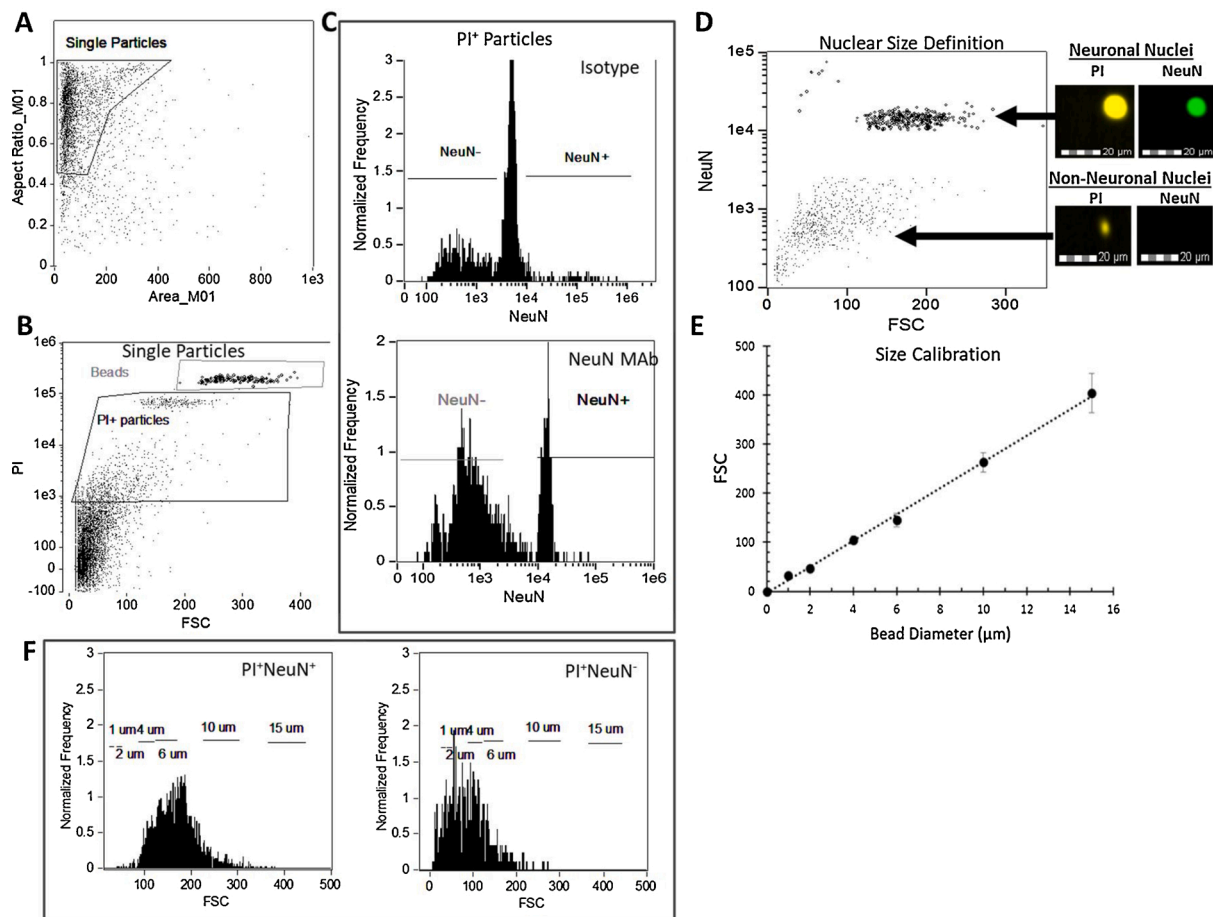 A
Single Particles
Aspect Ratio_M01
1
0.8
0.6
0.4
0.2
0
0 200 400 600 800 1e3
Area_M01
B
Single Particles
Beads
PI+ particles
PI
1e6
1e5
1e4
1e3
100
0
-100
0 100 200 300 400
FSC
C
PI⁺ Particles
Isotype
NeuN-
NeuN+
Normalized Frequency
3
2.5
2
1.5
1
0.5
0
0 100 1e3 1e4 1e5 1e6
NeuN
NeuN MAb
NeuN-
NeuN+
Normalized Frequency
2
1.5
1
0.5
0
0 100 1e3 1e4 1e5 1e6
NeuN
D
Nuclear Size Definition
NeuN
1e5
1e4
1e3
100
0 100 200 300
FSC
Neuronal Nuclei
PI NeuN
20 µm 20 µm
Non-Neuronal Nuclei
PI NeuN
20 µm 20 µm
E
Size Calibration
FSC
500
400
300
200
100
0
0 2 4 6 8 10 12 14 16
Bead Diameter (µm)
F
PI⁺NeuN⁺
Normalized Frequency
3
2.5
2
1.5
1
0.5
0
1 um 4 um 10 um 15 um
2 um 6 um
100 200 300 400 500
FSC
PI⁺NeuN⁻
Normalized Frequency
3
2.5
2
1.5
1
0.5
0
1 um 4 um 10 um 15 um
2 um 6 um
0 100 200 300 400 500
FSC